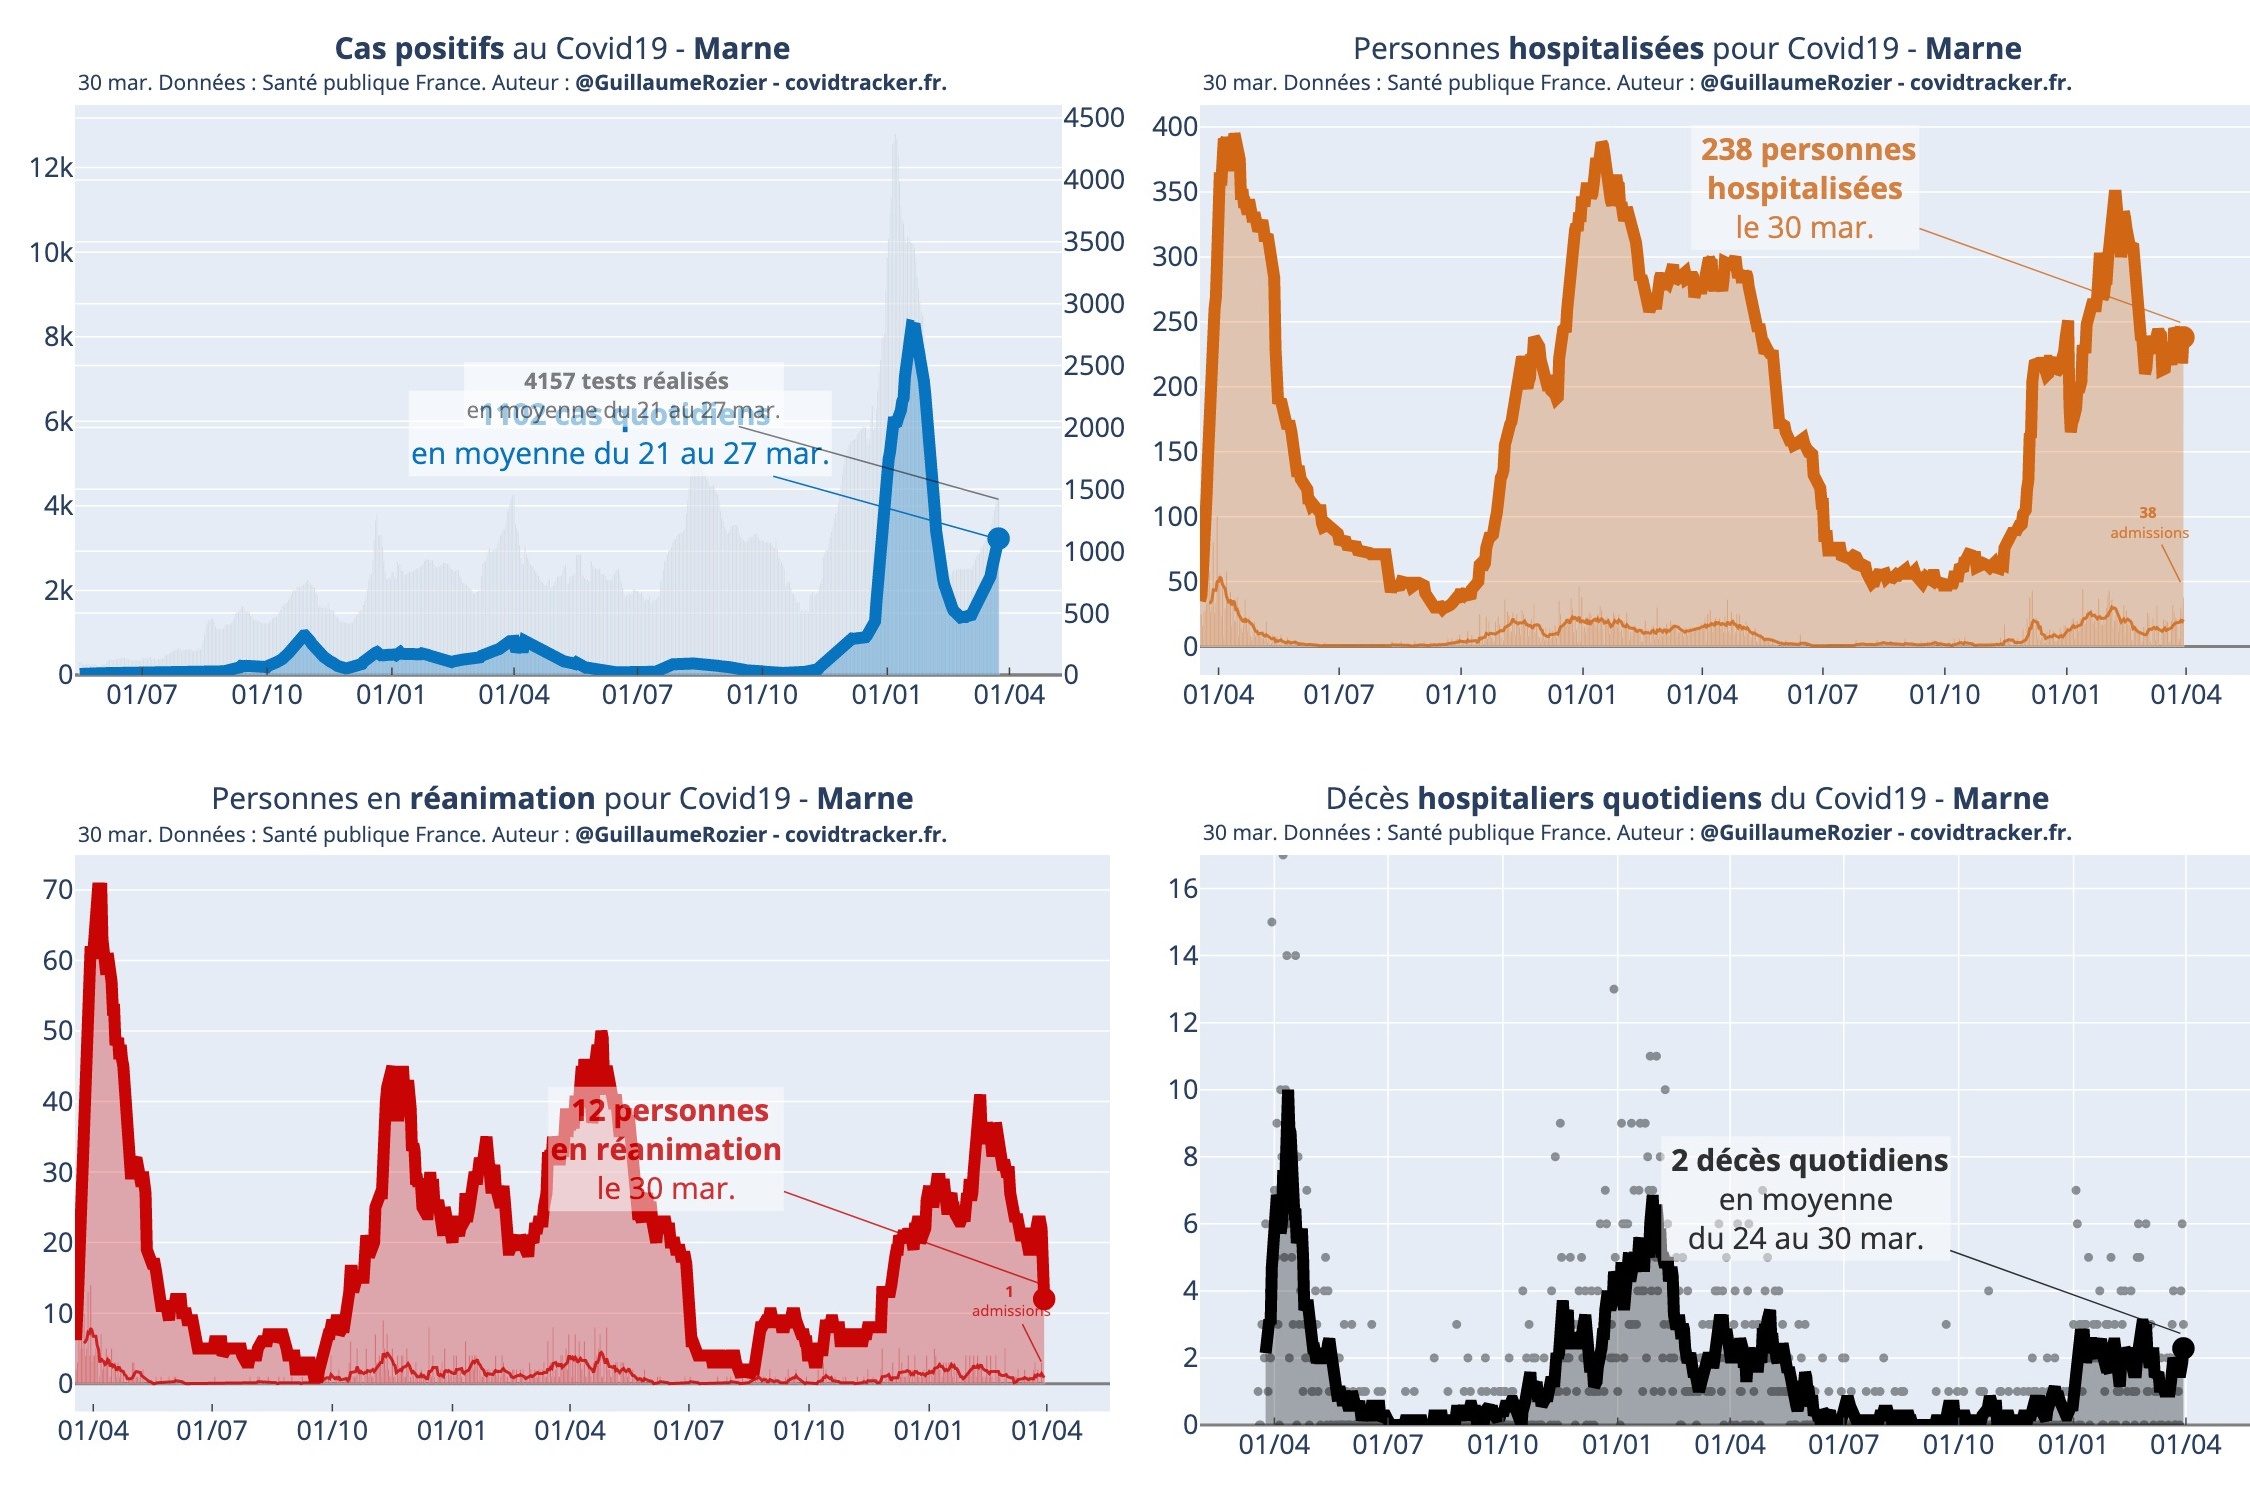 Cas positifs au Covid19 - Marne
30 mar. Données : Santé publique France. Auteur : @GuillaumeRozier - covidtracker.fr.
4500
4000
3500
3000
2500
2000
1500
1000
500
0
12k
10k
8k
6k
4k
2k
0
4157 tests réalisés
en moyenne du 21 au 27 mar.
1102 cas quotidiens
en moyenne du 21 au 27 mar.
01/07 01/10 01/01 01/04 01/07 01/10 01/01 01/04
Personnes hospitalisées pour Covid19 - Marne
30 mar. Données : Santé publique France. Auteur : @GuillaumeRozier - covidtracker.fr.
400
350
300
250
200
150
100
50
0
238 personnes
hospitalisées
le 30 mar.
38
admissions
01/04 01/07 01/10 01/01 01/04 01/07 01/10 01/01 01/04
Personnes en réanimation pour Covid19 - Marne
30 mar. Données : Santé publique France. Auteur : @GuillaumeRozier - covidtracker.fr.
70
60
50
40
30
20
10
0
12 personnes
en réanimation
le 30 mar.
1
admissions
01/04 01/07 01/10 01/01 01/04 01/07 01/10 01/01 01/04
Décès hospitaliers quotidiens du Covid19 - Marne
30 mar. Données : Santé publique France. Auteur : @GuillaumeRozier - covidtracker.fr.
16
14
12
10
8
6
4
2
0
2 décès quotidiens
en moyenne
du 24 au 30 mar.
01/04 01/07 01/10 01/01 01/04 01/07 01/10 01/01 01/04